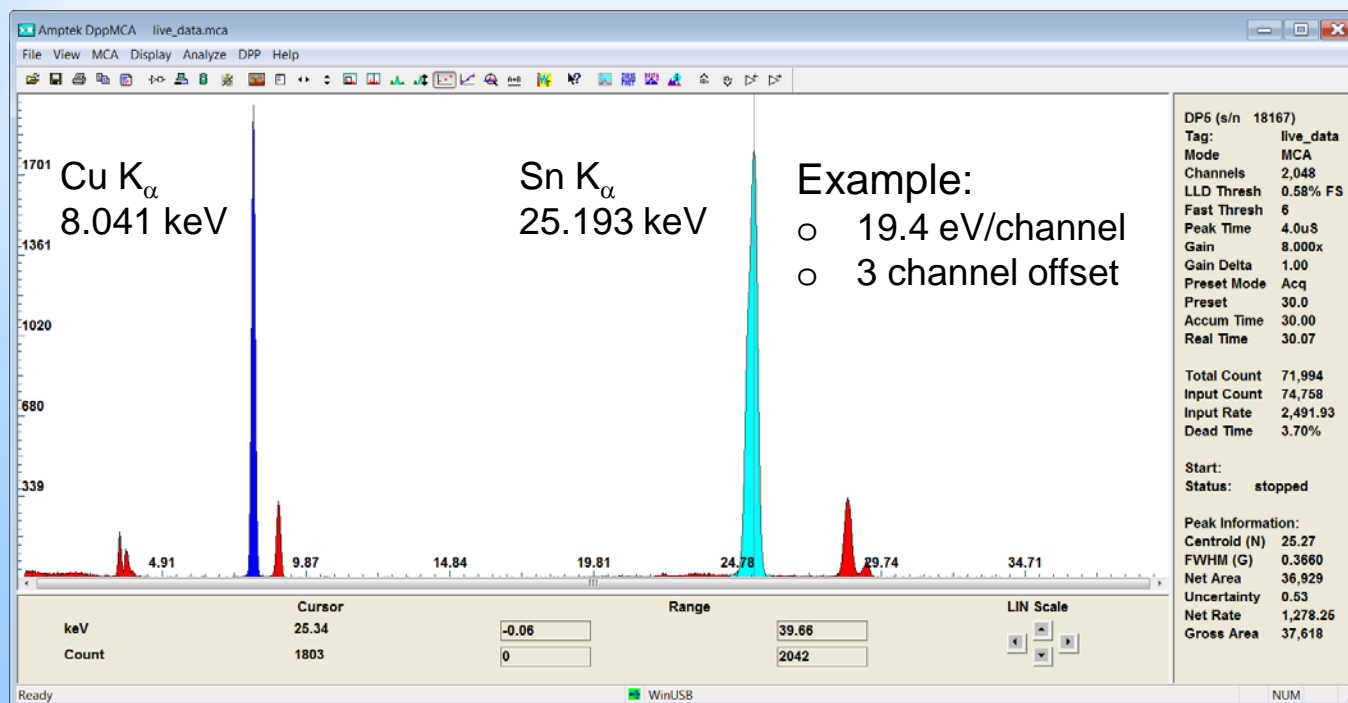 Amptek DppMCA live_data.mca
File View MCA Display Analyze DPP Help
1701
1361
1020
680
339
Cu Kα
8.041 keV
Sn Kα
25.193 keV
Example:
o 19.4 eV/channel
o 3 channel offset
4.91 9.87 14.84 19.81 24.78 29.74 34.71
Cursor Range LIN Scale
keV 25.34 -0.06 39.66
Count 1803 0 2042
DP5 (s/n 18167)
Tag: live_data
Mode MCA
Channels 2,048
LLD Thresh 0.58% FS
Fast Thresh 6
Peak Time 4.0uS
Gain 8.000x
Gain Delta 1.00
Preset Mode Acq
Preset 30.0
Accum Time 30.00
Real Time 30.07
Total Count 71,994
Input Count 74,758
Input Rate 2,491.93
Dead Time 3.70%
Start:
Status: stopped
Peak Information:
Centroid (N) 25.27
FWHM (G) 0.3660
Net Area 36,929
Uncertainty 0.53
Net Rate 1,278.25
Gross Area 37,618
Ready WinUSB NUM